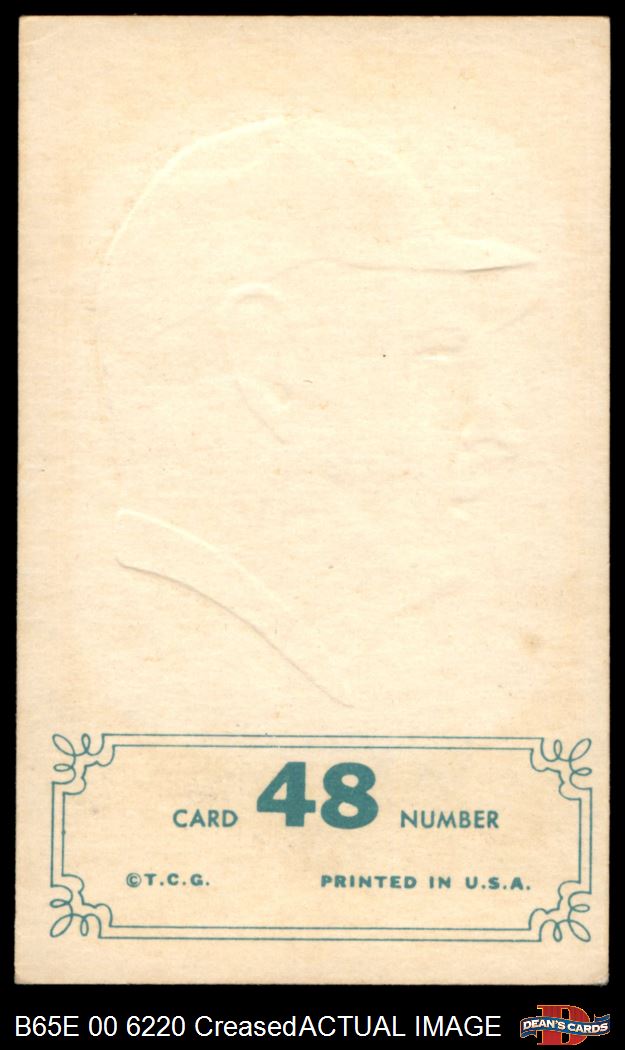 CARD 48 NUMBER
©T.C.G. PRINTED IN U.S.A.
B65E 00 6220 CreasedACTUAL IMAGE
D
DEAN'S CARDS